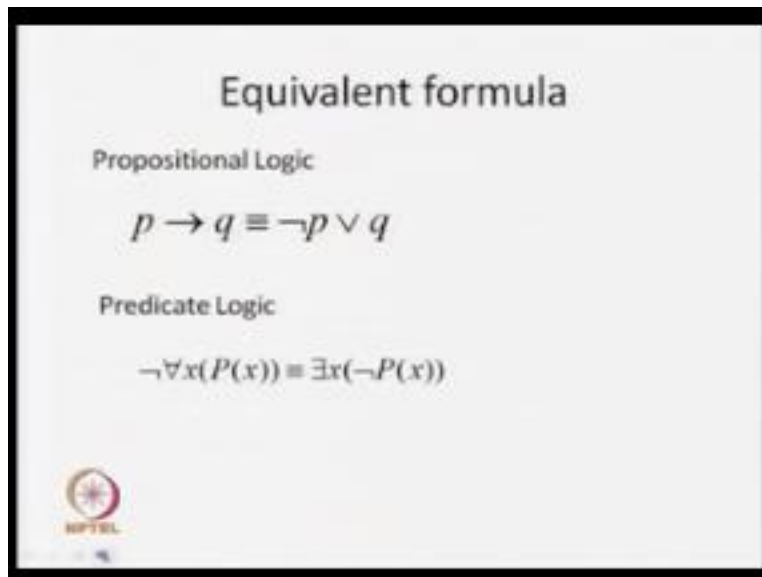 Equivalent formula
Propositional Logic
p → q ≡ ¬p ∨ q
Predicate Logic
¬∀x(P(x)) ≡ ∃x(¬P(x))
NPTEL